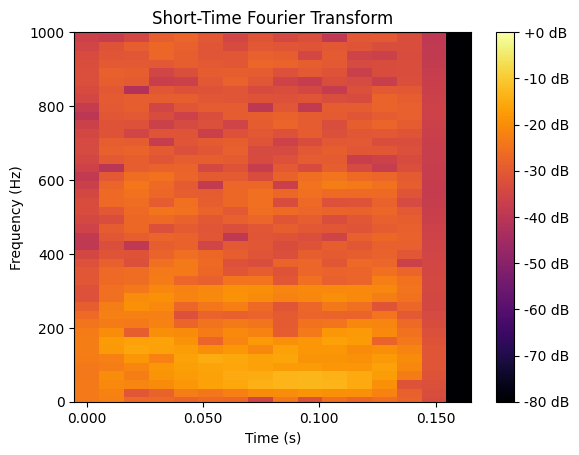 Short-Time Fourier Transform
1000
800
600
400
200
0
Frequency (Hz)
0.000
0.050
0.100
0.150
Time (s)
+0 dB
-10 dB
-20 dB
-30 dB
-40 dB
-50 dB
-60 dB
-70 dB
-80 dB